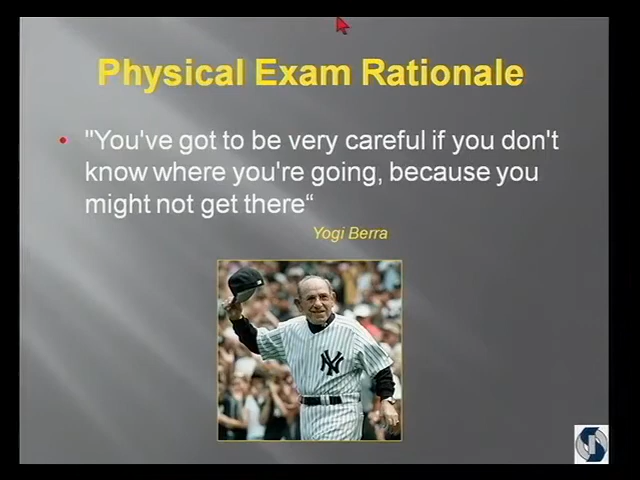 Physical Exam Rationale
• "You've got to be very careful if you don't
know where you're going, because you
might not get there“
Yogi Berra
NY